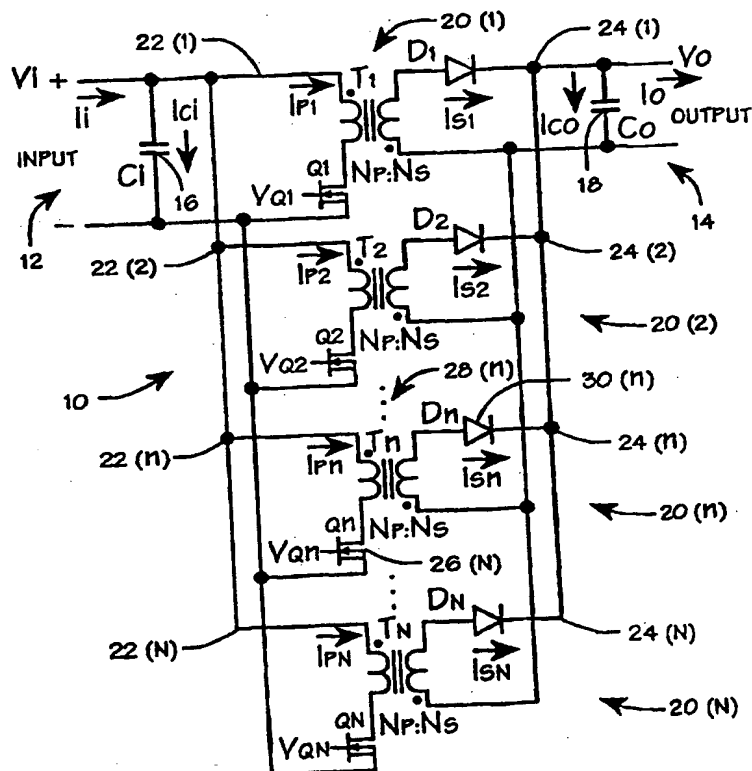 20 (1)
22 (1)
24 (1)
Vi +
T1
D1
Vo
Ii
ICi
IP1
IS1
ICO
IO
OUTPUT
INPUT
Ci
16
18
Co
Q1
NP:NS
VQ1
12
14
−
22 (2)
T2
D2
24 (2)
IP2
IS2
Q2
NP:NS
20 (2)
VQ2
10
28 (n)
30 (n)
Dn
22 (n)
Tn
24 (n)
IPn
ISn
Qn
NP:NS
20 (n)
VQn
26 (N)
DN
22 (N)
TN
24 (N)
IPN
ISN
QN
NP:NS
20 (N)
VQN